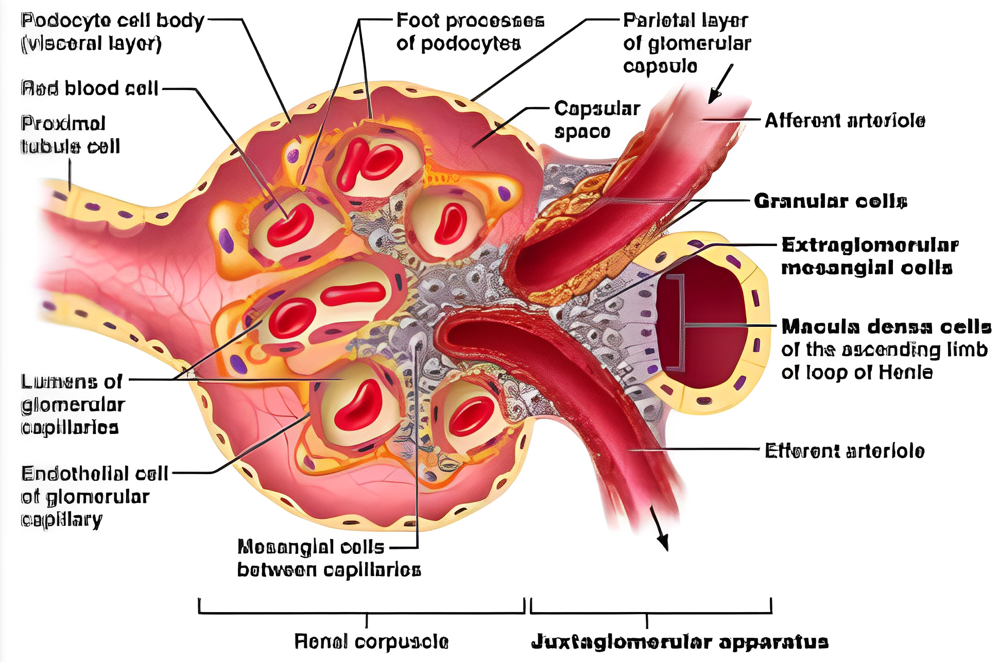 Podocyte cell body
(visceral layer)
Foot processes
of podocytes
Parietal layer
of glomerular
capsule
Red blood cell
Proximal
tubule cell
Capsular
space
Afferent arteriole
Granular cells
Extraglomerular
mesangial cells
Macula densa cells
of the ascending limb
of loop of Henle
Lumens of
glomerular
capillaries
Efferent arteriole
Endothelial cell
of glomerular
capillary
Mesangial cells
between capillaries
Renal corpuscle
Juxtaglomerular apparatus